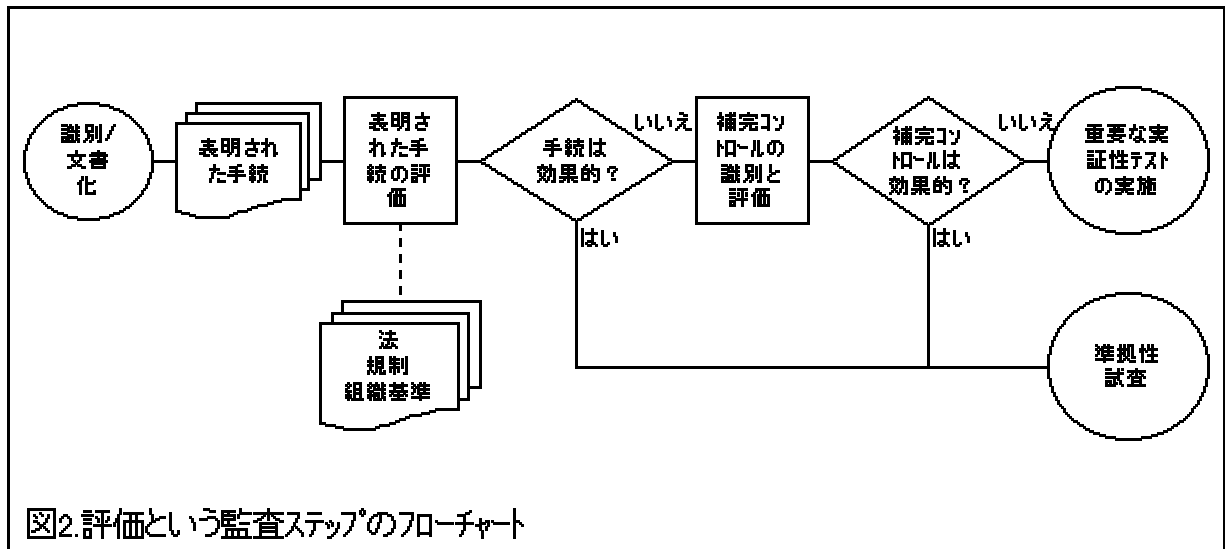 識別/
文書
化
表明され
た手続
表明さ
れた手
続の評
価
法
規制
組織基準
手続は
効果的？
いいえ
はい
補完ｺﾝ
ﾄﾛｰﾙの
識別と
評価
補完ｺﾝ
ﾄﾛｰﾙは
効果的？
いいえ
はい
重要な実
証性ﾃｽﾄ
の実施
準拠性
試査
図2.評価という監査ｽﾃｯﾌﾟのﾌﾛｰﾁｬｰﾄ